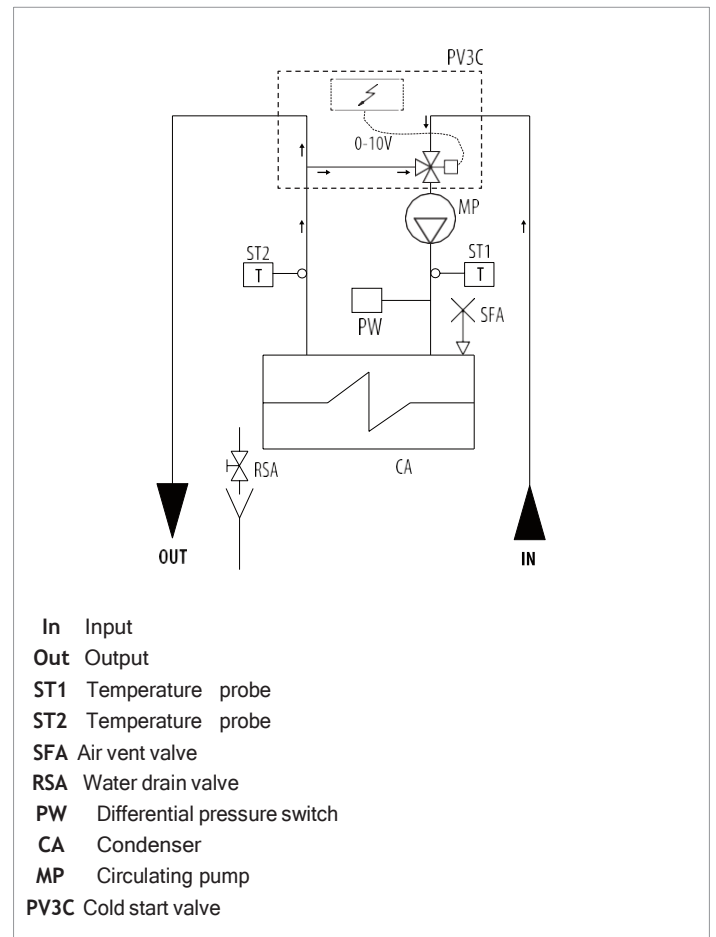 PV3C
0-10V
MP
ST2
T
ST1
T
PW
SFA
RSA
CA
OUT
IN
In Input
Out Output
ST1 Temperature probe
ST2 Temperature probe
SFA Air vent valve
RSA Water drain valve
PW Differential pressure switch
CA Condenser
MP Circulating pump
PV3C Cold start valve